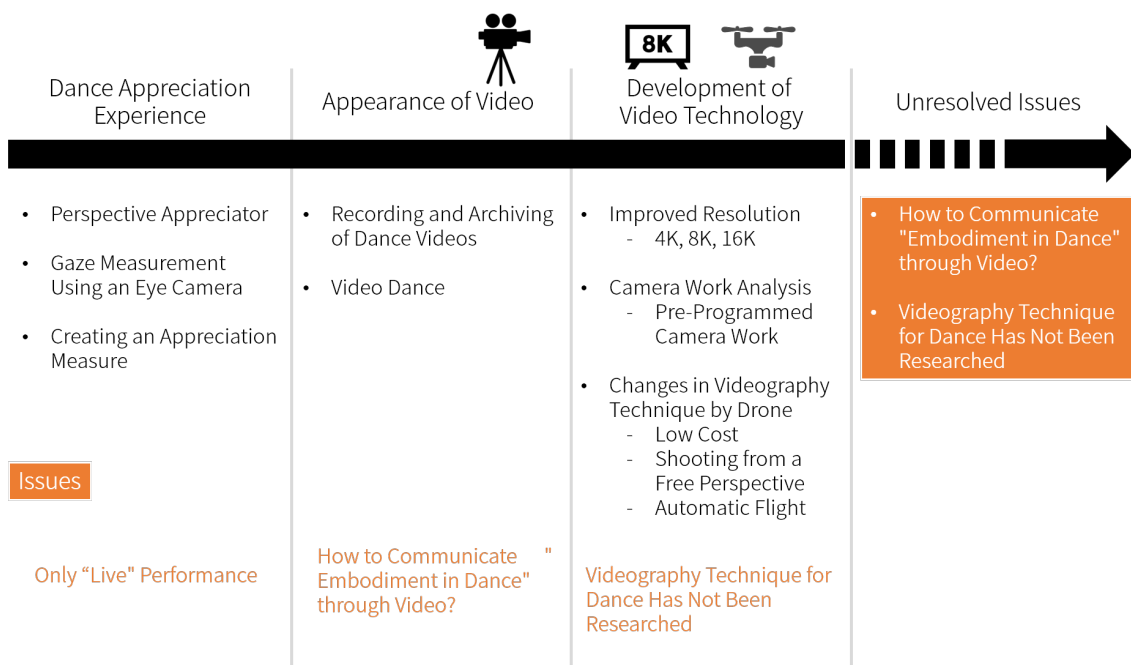 8K
Dance Appreciation
Experience
Appearance of Video
Development of
Video Technology
Unresolved Issues
• Perspective Appreciator
• Gaze Measurement
Using an Eye Camera
• Creating an Appreciation
Measure
• Recording and Archiving
of Dance Videos
• Video Dance
• Improved Resolution
- 4K, 8K, 16K
• Camera Work Analysis
- Pre-Programmed
Camera Work
• Changes in Videography
Technique by Drone
- Low Cost
- Shooting from a
Free Perspective
- Automatic Flight
• How to Communicate
"Embodiment in Dance"
through Video?
• Videography Technique
for Dance Has Not Been
Researched
Issues
Only “Live" Performance
How to Communicate "
Embodiment in Dance"
through Video?
Videography Technique for
Dance Has Not Been
Researched